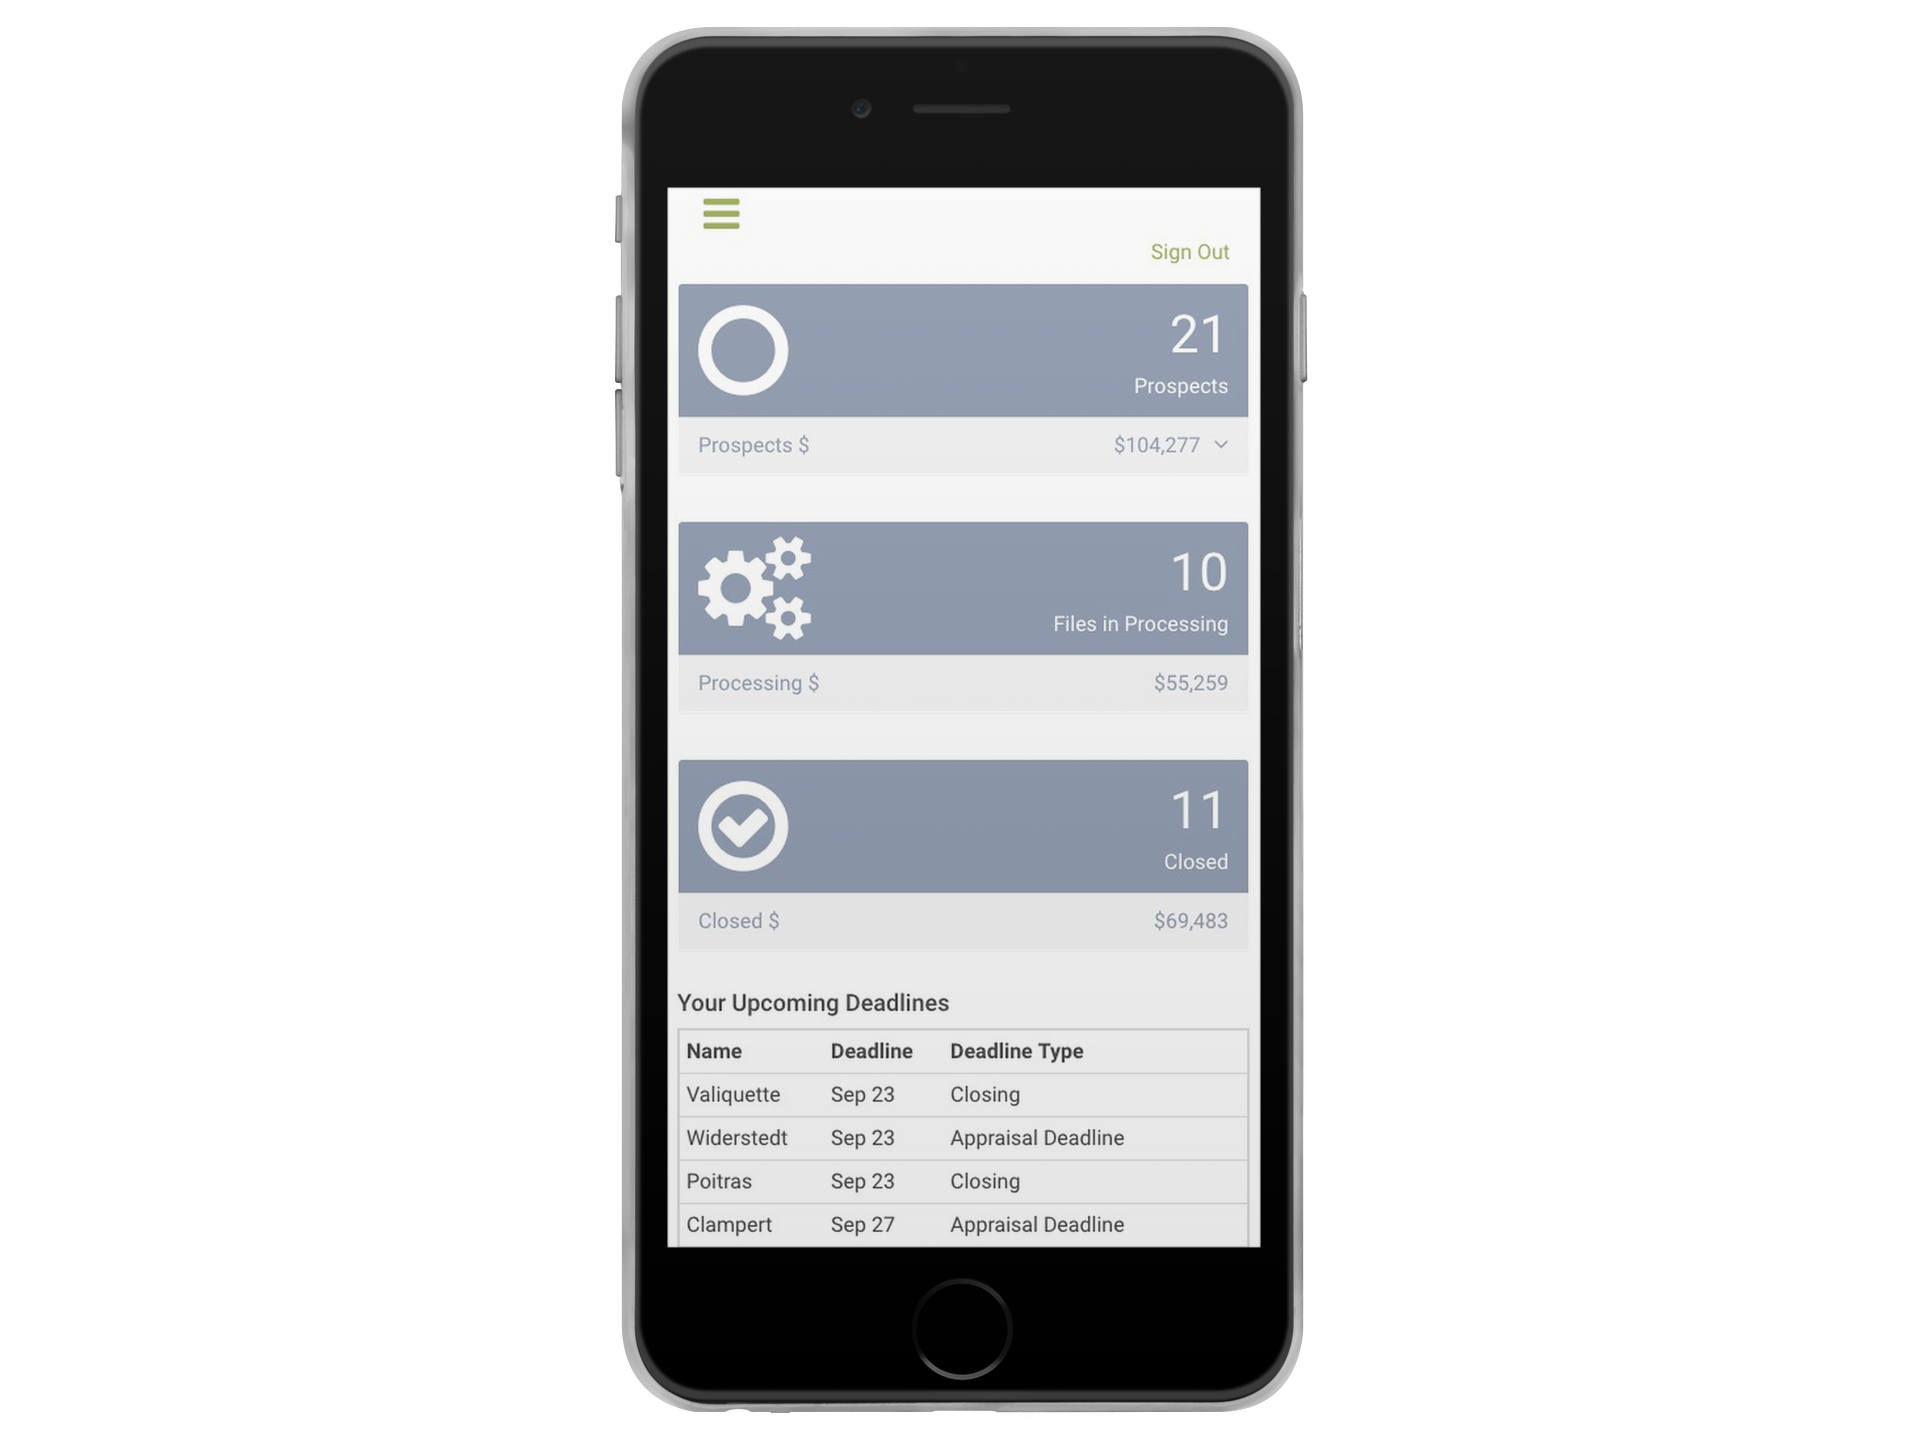 Sign Out
21
Prospects
Prospects $ $104,277
10
Files in Processing
Processing $ $55,259
11
Closed
Closed $ $69,483
Your Upcoming Deadlines
Name Deadline Deadline Type
Valiquette Sep 23 Closing
Widerstedt Sep 23 Appraisal Deadline
Poitras Sep 23 Closing
Clampert Sep 27 Appraisal Deadline